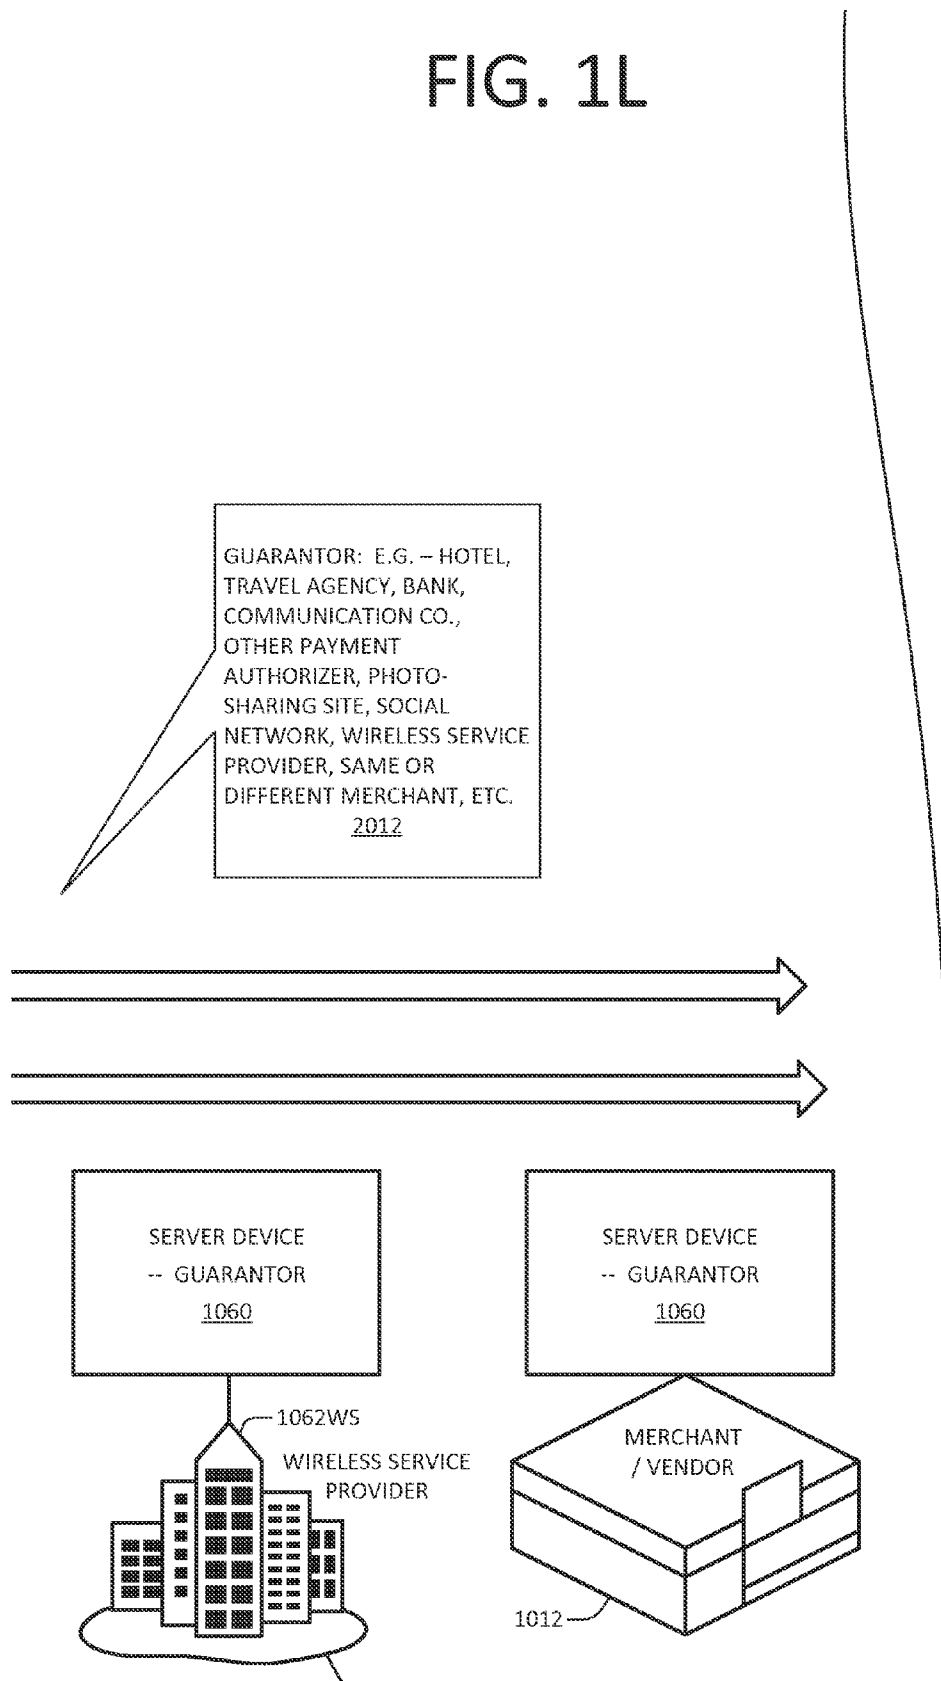 FIG. 1L
GUARANTOR: E.G. – HOTEL,
TRAVEL AGENCY, BANK,
COMMUNICATION CO.,
OTHER PAYMENT
AUTHORIZER, PHOTO-
SHARING SITE, SOCIAL
NETWORK, WIRELESS SERVICE
PROVIDER, SAME OR
DIFFERENT MERCHANT, ETC.
2012
SERVER DEVICE
-- GUARANTOR
1060
SERVER DEVICE
-- GUARANTOR
1060
1062WS
WIRELESS SERVICE
PROVIDER
MERCHANT
/ VENDOR
1012